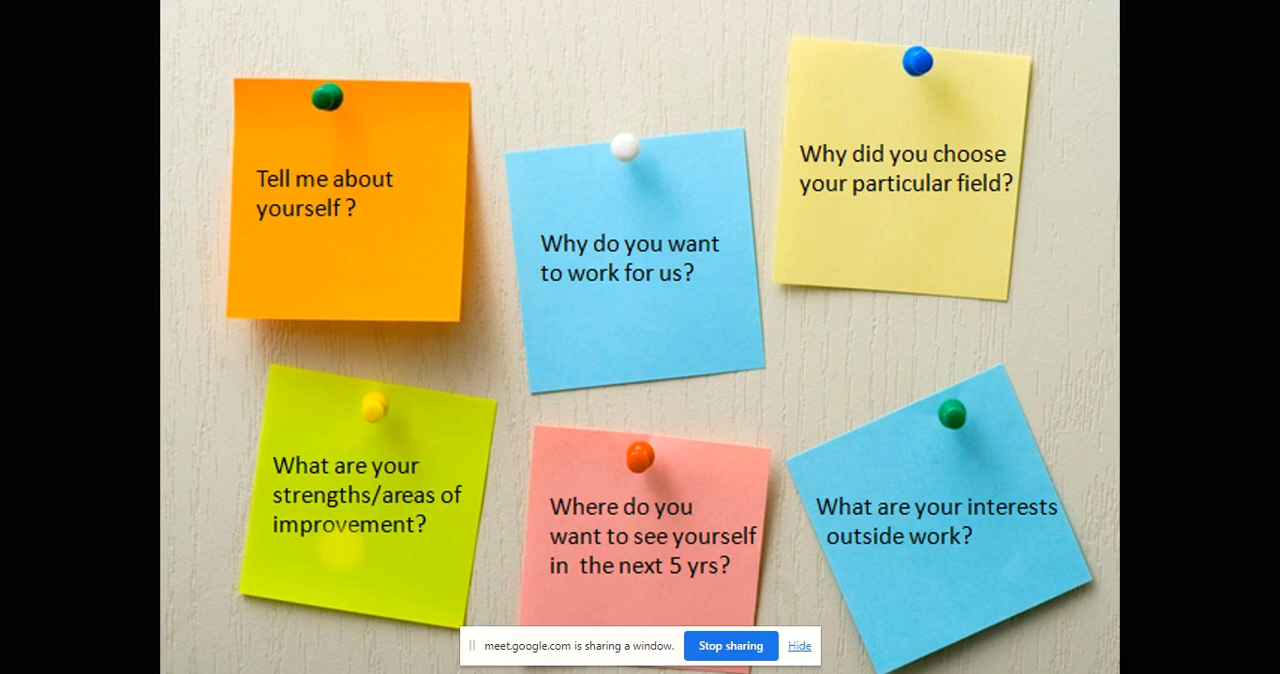 Tell me about
yourself ?
Why do you want
to work for us?
Why did you choose
your particular field?
What are your
strengths/areas of
improvement?
Where do you
want to see yourself
in  the next 5 yrs?
What are your interests
outside work?
meet.google.com is sharing a window.
Stop sharing
Hide